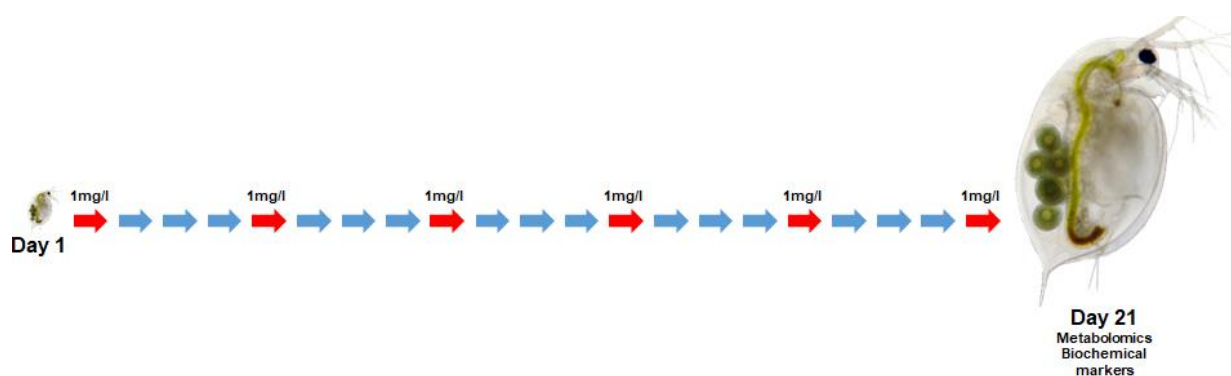 1mg/l 1mg/l 1mg/l 1mg/l 1mg/l 1mg/l
Day 1
Day 21
Metabolomics
Biochemical
markers